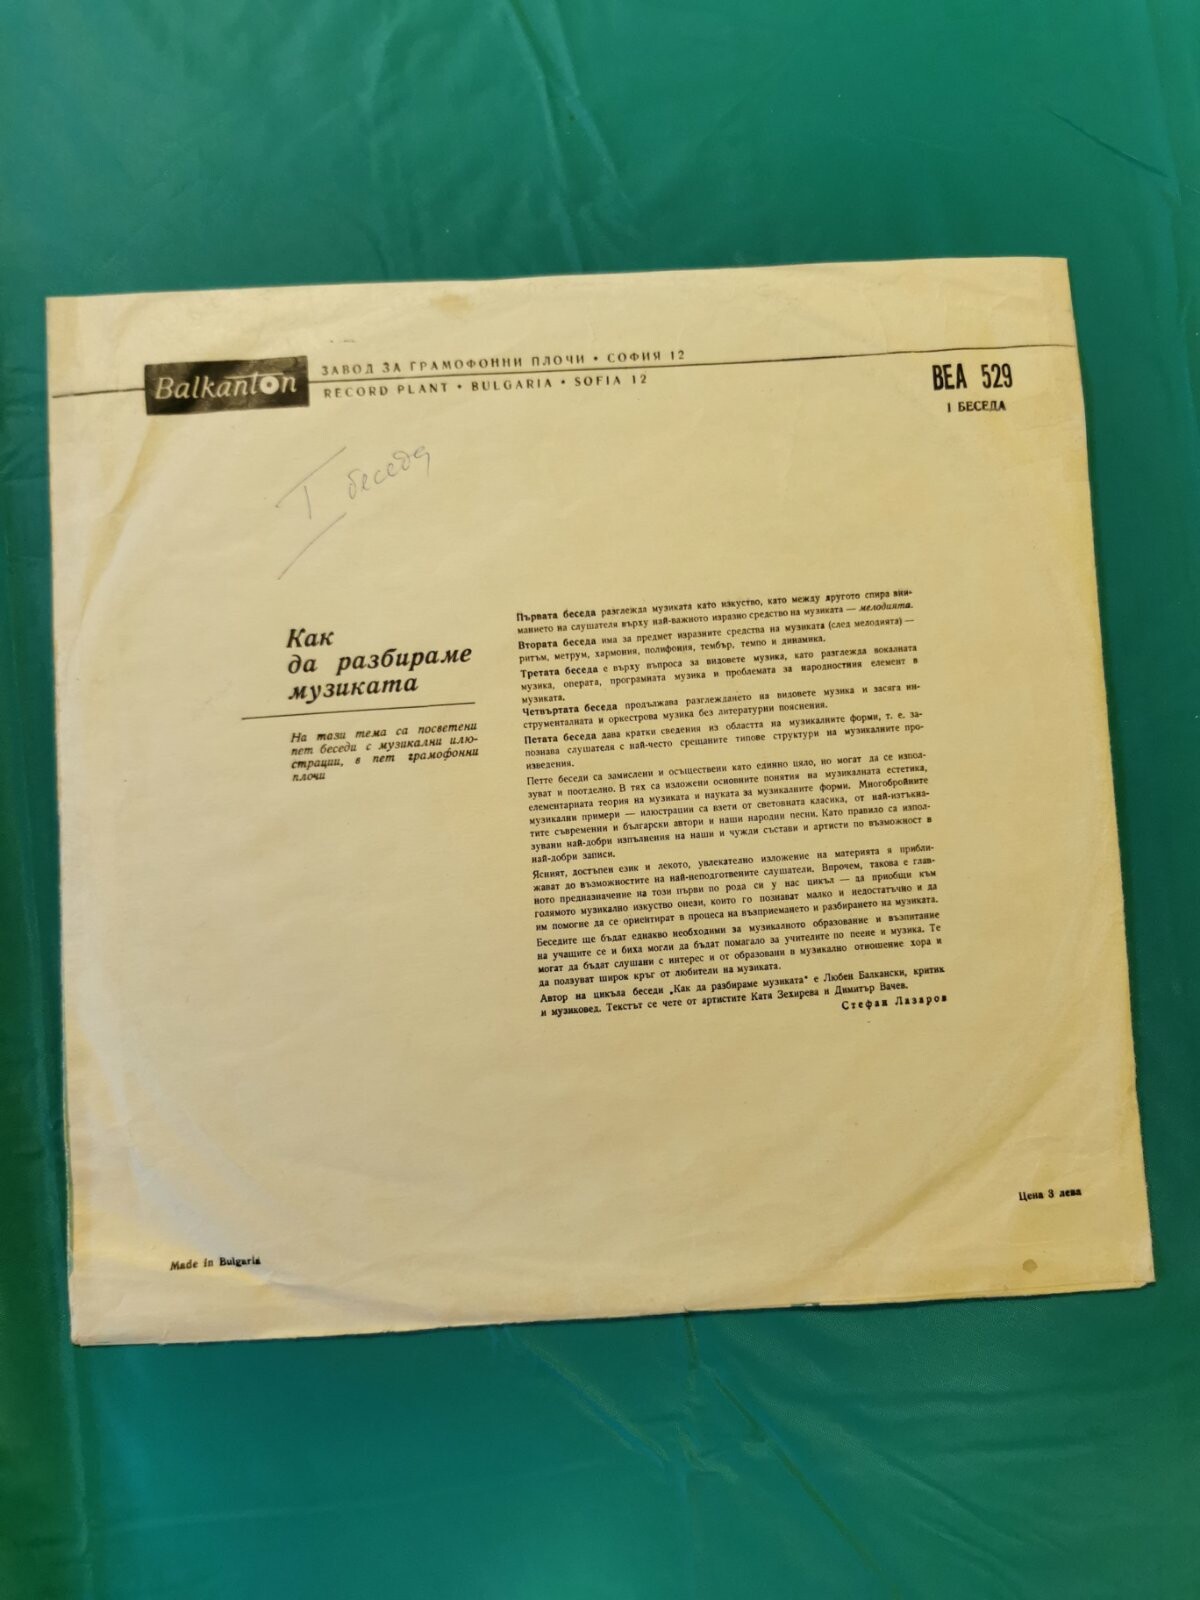 Balkanton
ЗАВОД ЗА ГРАМОФОННИ ПЛОЧИ • СОФИЯ 12
RECORD PLANT • BULGARIA • SOFIA 12
ВЕА 529
I БЕСЕДА
I беседа
Как
да разбираме
музиката
На тази тема са посветени
пет беседи с музикални илю-
страции, в пет грамофонни
плочи
Първата беседа разглежда музиката като изкуство, като между другото спира вни-
манието на слушателя върху най-важното изразно средство на музиката — мелодията.
Втората беседа има за предмет изразните средства на музиката (след мелодията) —
ритъм, метрум, хармония, полифония, тембър, темпо и динамика.
Третата беседа е върху въпроса за видовете музика, като разглежда вокалната
музика, операта, програмната музика и проблемата за народностния елемент в
музиката.
Четвъртата беседа продължава разглеждането на видовете музика и засяга ин-
струменталната и оркестрова музика без литературни пояснения.
Петата беседа дава кратки сведения из областта на музикалните форми, т. е. за-
познава слушателя с най-често срещаните типове структури на музикалните про-
изведения.
Петте беседи са замислени и осъществени като единно цяло, но могат да се изпол-
зуват и поотделно. В тях са изложени основните понятия на музикалната естетика,
елементарната теория на музиката и науката за музикалните форми. Многобройните
музикални примери — илюстрации са взети от световната класика, от най-изтъкна-
тите съвременни и български автори и наши народни песни. Като правило са изпол-
зувани най-добри изпълнения на наши и чужди състави и артисти по възможност в
най-добри записи.
Ясният, достъпен език и лекото, увлекателно изложение на материята я прибли-
жават до възможностите на най-неподготвените слушатели. Впрочем, такова е глав-
ното предназначение на този първи по рода си у нас цикъл — да приобщи към
голямото музикално изкуство онези, които го познават малко и недостатъчно и да
им помогне да се ориентират в процеса на възприемането и разбирането на музиката.
Беседите ще бъдат еднакво необходими за музикалното образование и възпитание
на учащите се и биха могли да бъдат помагало за учителите по пеене и музика. Те
могат да бъдат слушани с интерес и от образовани в музикално отношение хора и
да ползуват широк кръг от любители на музиката.
Автор на цикъла беседи „Как да разбираме музиката“ е Любен Балкански, критик
и музиковед. Текстът се чете от артистите Катя Зехирева и Димитър Вачев.
Стефан Лазаров
Цена 3 лева
Made in Bulgaria